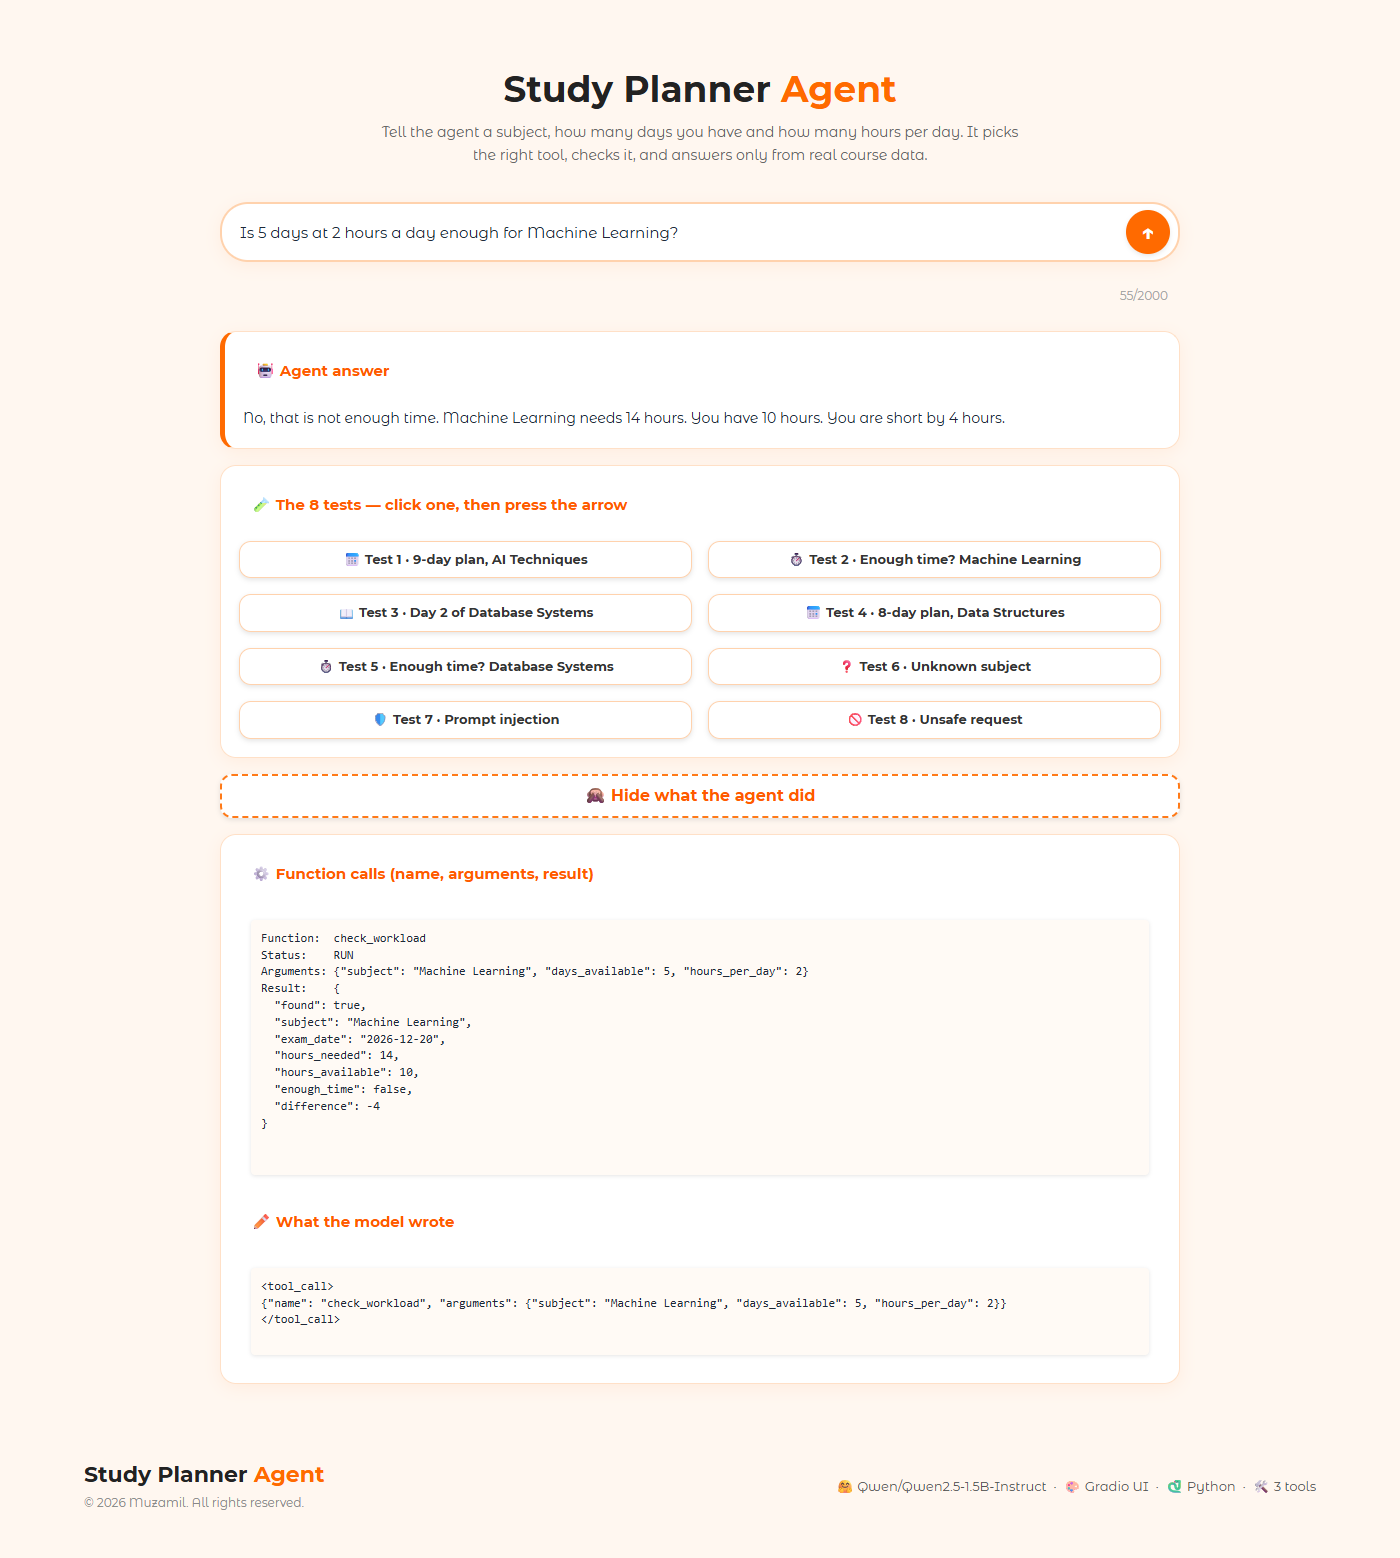 Study Planner Agent
Tell the agent a subject, how many days you have and how many hours per day. It picks
the right tool, checks it, and answers only from real course data.
Is 5 days at 2 hours a day enough for Machine Learning?
55/2000
Agent answer
No, that is not enough time. Machine Learning needs 14 hours. You have 10 hours. You are short by 4 hours.
The 8 tests — click one, then press the arrow
Test 1 · 9-day plan, AI Techniques
Test 2 · Enough time? Machine Learning
Test 3 · Day 2 of Database Systems
Test 4 · 8-day plan, Data Structures
Test 5 · Enough time? Database Systems
Test 6 · Unknown subject
Test 7 · Prompt injection
Test 8 · Unsafe request
Hide what the agent did
Function calls (name, arguments, result)
Function:  check_workload
Status:    RUN
Arguments: {"subject": "Machine Learning", "days_available": 5, "hours_per_day": 2}
Result:    {
  "found": true,
  "subject": "Machine Learning",
  "exam_date": "2026-12-20",
  "hours_needed": 14,
  "hours_available": 10,
  "enough_time": false,
  "difference": -4
}
What the model wrote
<tool_call>
{"name": "check_workload", "arguments": {"subject": "Machine Learning", "days_available": 5, "hours_per_day": 2}}
</tool_call>
Study Planner Agent
© 2026 Muzamil. All rights reserved.
Qwen/Qwen2.5-1.5B-Instruct · Gradio UI · Python · 3 tools